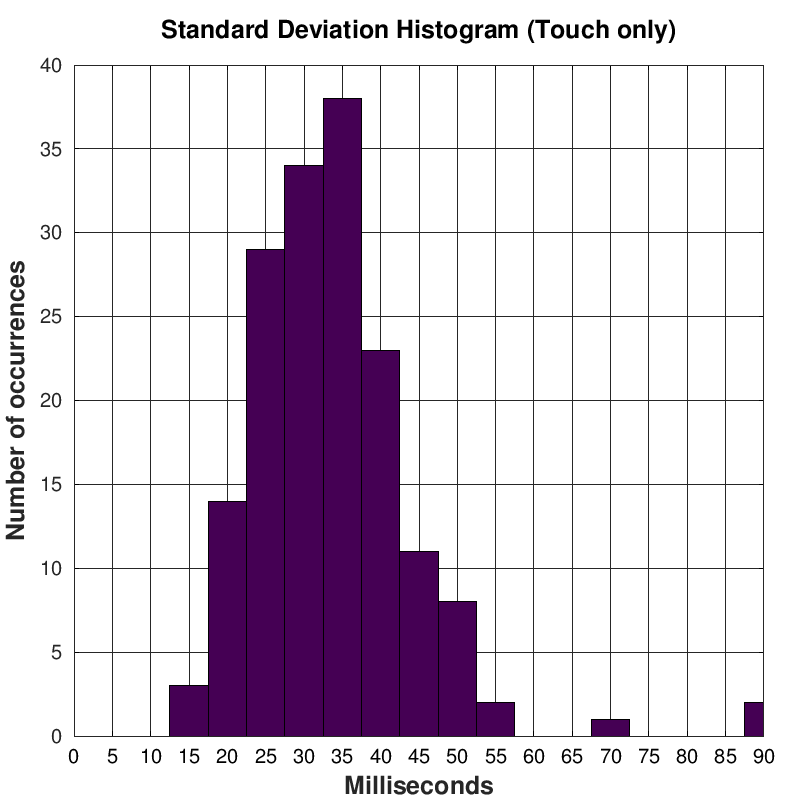 Standard Deviation Histogram (Touch only)
40
35
30
25
20
15
10
5
0
Number of occurrences
0 5 10 15 20 25 30 35 40 45 50 55 60 65 70 75 80 85 90
Milliseconds